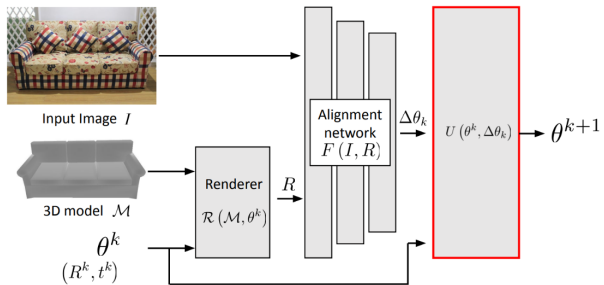 Input Image I
3D model ℳ
θ^k
(R^k, t^k)
Renderer
ℛ (ℳ, θ^k)
R
Alignment
network
F (I, R)
Δθ_k
U (θ^k, Δθ_k)
θ^{k+1}